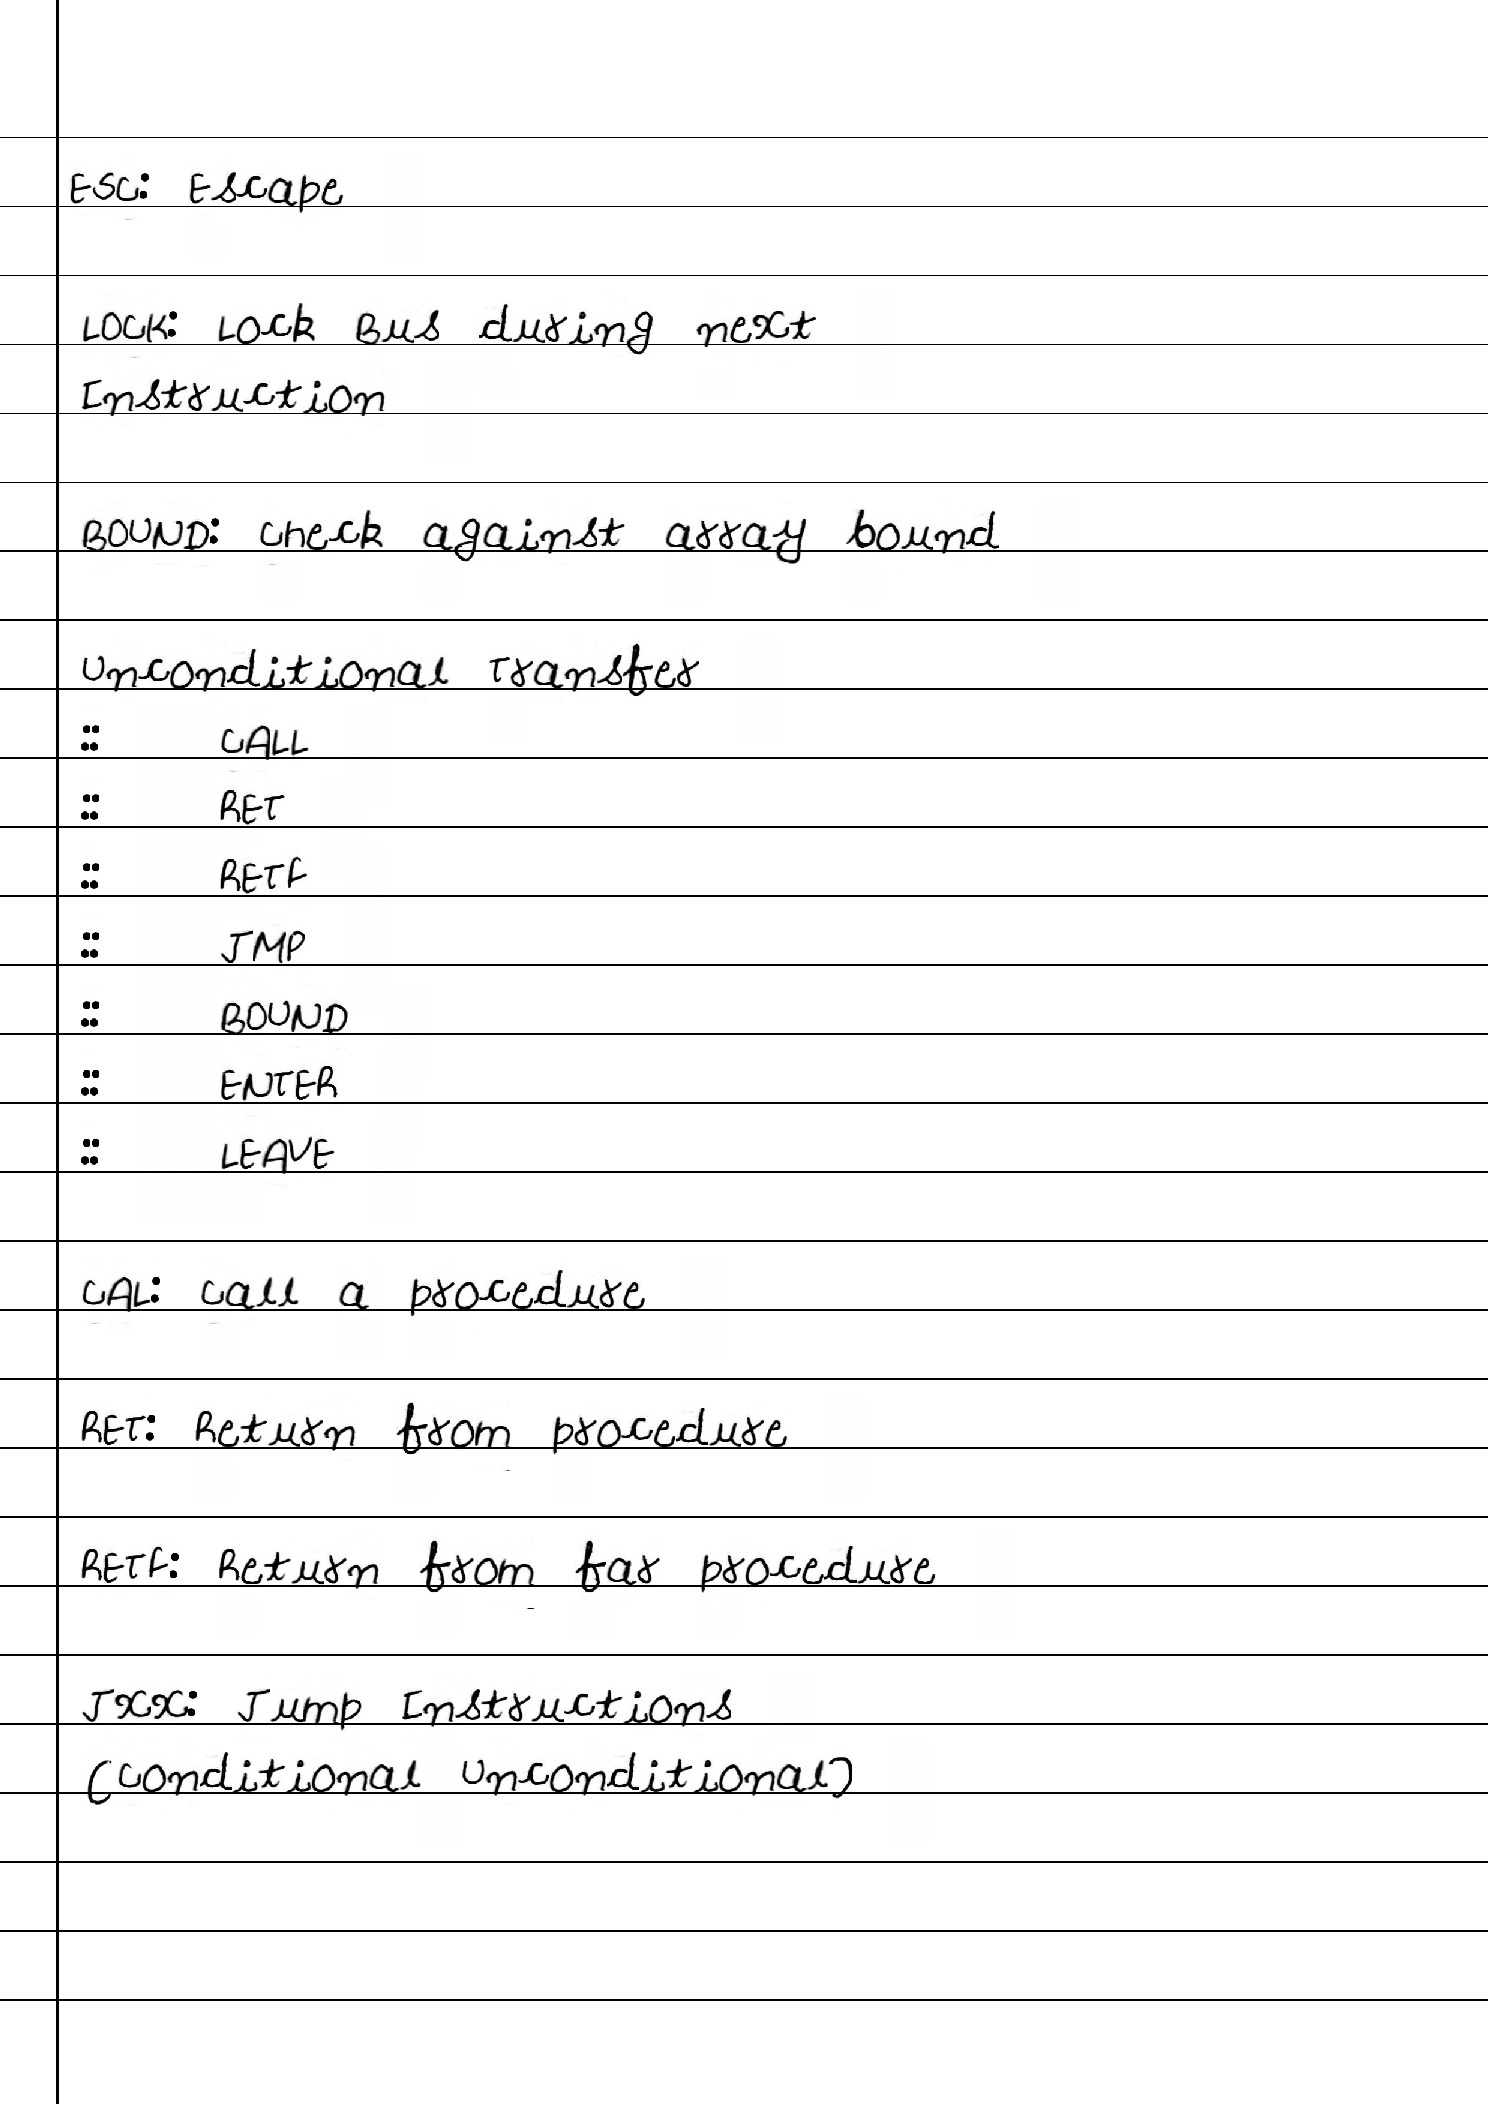 ESC: Escape
LOCK: Lock Bus during next
Instruction
BOUND: Check against array bound
Unconditional Transfer
:: CALL
:: RET
:: RETF
:: JMP
:: BOUND
:: ENTER
:: LEAVE
CAL: Call a procedure
RET: Return from procedure
RETF: Return from far procedure
Jxx: Jump Instructions
(Conditional Unconditional)